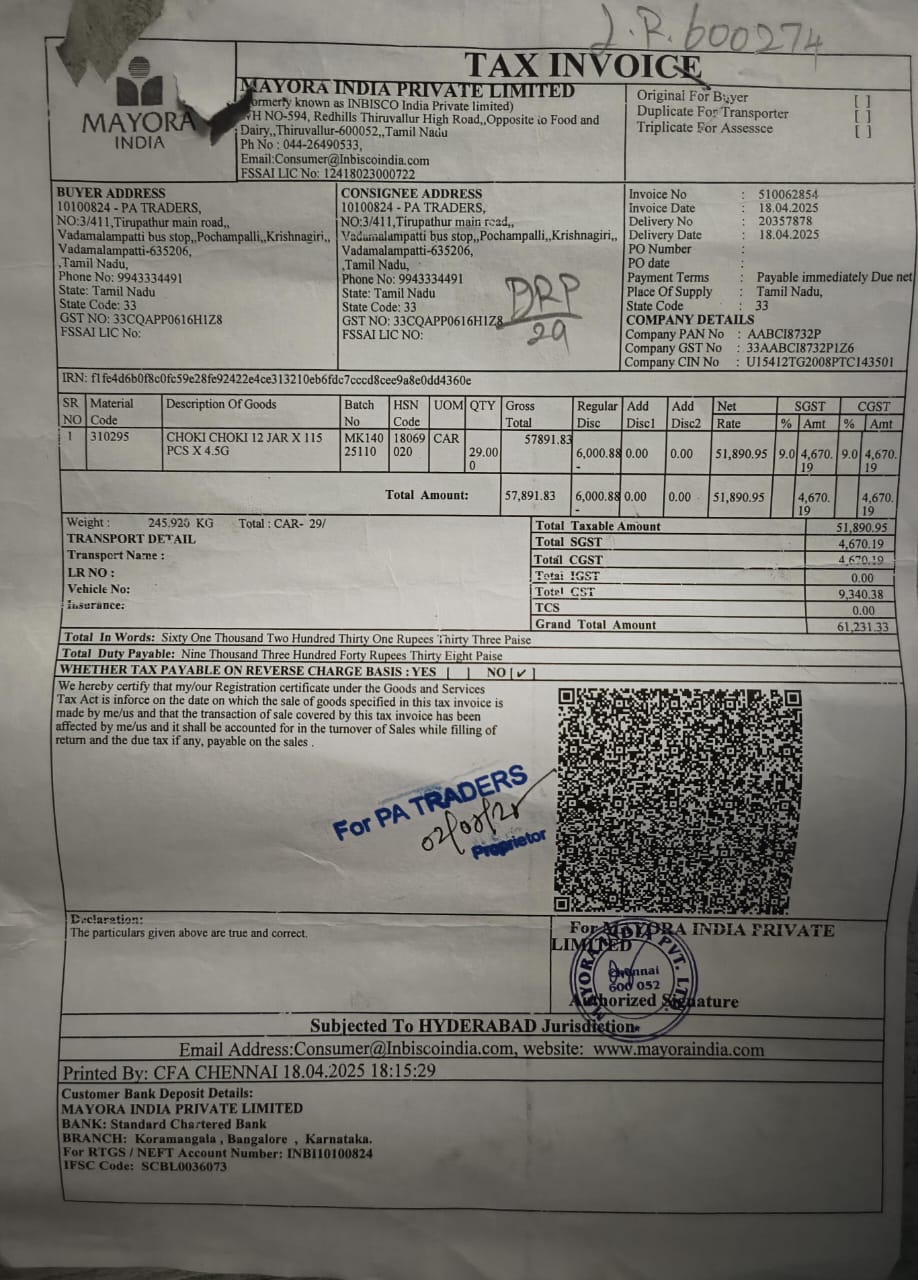 J.R. 600274
TAX INVOICE
MAYORA
INDIA
MAYORA INDIA PRIVATE LIMITED
formerly known as INBISCO India Private limited)
NO-594, Redhills Thiruvallur High Road,,Opposite to Food and
Dairy,,Thiruvallur-600052,,Tamil Nadu
Ph No : 044-26490533,
Email:Consumer@Inbiscoindia.com
FSSAI LIC No: 12418023000722
Original For Buyer [ ]
Duplicate For Transporter [ ]
Triplicate For Assessce [ ]
BUYER ADDRESS
10100824 - PA TRADERS,
NO:3/411,Tirupathur main road,,
Vadamalampatti bus stop,,Pochampalli,,Krishnagiri,,
Vadamalampatti-635206,
,Tamil Nadu,
Phone No: 9943334491
State: Tamil Nadu
State Code: 33
GST NO: 33CQAPP0616H1Z8
FSSAI LIC No:
CONSIGNEE ADDRESS
10100824 - PA TRADERS,
NO:3/411,Tirupathur main road,,
Vadamalampatti bus stop,,Pochampalli,,Krishnagiri,,
Vadamalampatti-635206,
,Tamil Nadu,
Phone No: 9943334491
State: Tamil Nadu
State Code: 33
GST NO: 33CQAPP0616H1Z8
FSSAI LIC NO:
DRP
29
Invoice No : 510062854
Invoice Date : 18.04.2025
Delivery No : 20357878
Delivery Date : 18.04.2025
PO Number :
PO date :
Payment Terms : Payable immediately Due net
Place Of Supply : Tamil Nadu,
State Code : 33
COMPANY DETAILS
Company PAN No : AABCI8732P
Company GST No : 33AABCI8732P1Z6
Company CIN No : U15412TG2008PTC143501
IRN: f1fe4d6b0f8c0fc59e28fe92422e4ce313210eb6fdc7cccd8cee9a8e0dd4360e
SR Material Description Of Goods Batch HSN UOM QTY Gross Regular Add Add Net SGST CGST
NO Code No Code Total Disc Disc1 Disc2 Rate % Amt % Amt
1 310295 CHOKI CHOKI 12 JAR X 115 MK140 18069 CAR 57891.83
PCS X 4.5G 25110 020 29.00 6,000.88 0.00 0.00 51,890.95 9.0 4,670. 9.0 4,670.
0 - 19 19
Total Amount: 57,891.83 6,000.88 0.00 0.00 51,890.95 4,670. 4,670.
- 19 19
Weight : 245.920 KG Total : CAR- 29/
TRANSPORT DETAIL
Transport Name :
LR NO :
Vehicle No:
Insurance:
Total Taxable Amount 51,890.95
Total SGST 4,670.19
Total CGST 4,670.19
Total IGST 0.00
Total CST 9,340.38
TCS 0.00
Grand Total Amount 61,231.33
Total In Words: Sixty One Thousand Two Hundred Thirty One Rupees Thirty Three Paise
Total Duty Payable: Nine Thousand Three Hundred Forty Rupees Thirty Eight Paise
WHETHER TAX PAYABLE ON REVERSE CHARGE BASIS : YES [ ] NO [✓]
We hereby certify that my/our Registration certificate under the Goods and Services
Tax Act is inforce on the date on which the sale of goods specified in this tax invoice is
made by me/us and that the transaction of sale covered by this tax invoice has been
affected by me/us and it shall be accounted for in the turnover of Sales while filling of
return and the due tax if any, payable on the sales .
For PA TRADERS
Proprietor
Declaration:
The particulars given above are true and correct.
For MAYORA INDIA PRIVATE
LIMITED
MAYORA INDIA PVT. LTD.
Chennai
600 052
Authorized Signature
Subjected To HYDERABAD Jurisdiction
Email Address:Consumer@Inbiscoindia.com, website: www.mayoraindia.com
Printed By: CFA CHENNAI 18.04.2025 18:15:29
Customer Bank Deposit Details:
MAYORA INDIA PRIVATE LIMITED
BANK: Standard Chartered Bank
BRANCH: Koramangala , Bangalore , Karnataka.
For RTGS / NEFT Account Number: INBI10100824
IFSC Code: SCBL0036073